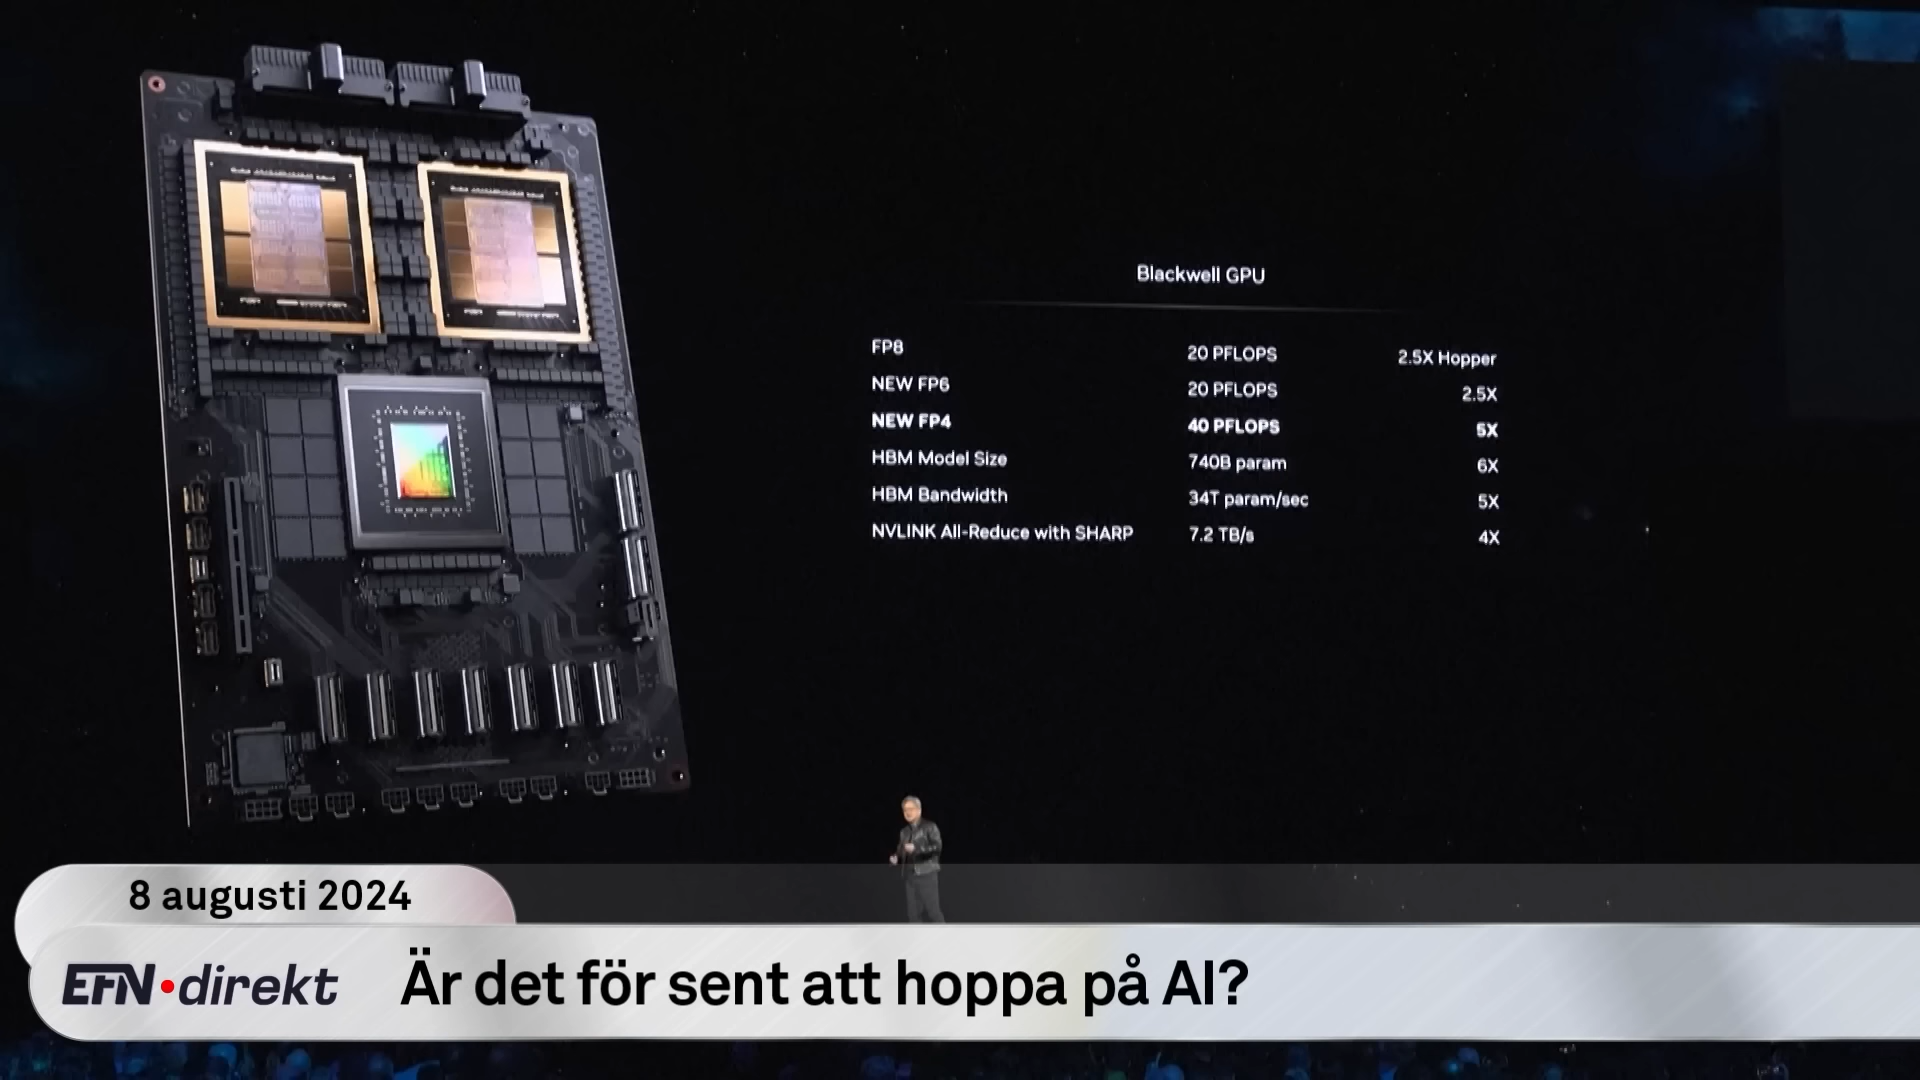 Blackwell GPU
FP8 20 PFLOPS 2.5X Hopper
NEW FP6 20 PFLOPS 2.5X
NEW FP4 40 PFLOPS 5X
HBM Model Size 740B param 6X
HBM Bandwidth 34T param/sec 5X
NVLINK All-Reduce with SHARP 7.2 TB/s 4X
8 augusti 2024
EFN•direkt Är det för sent att hoppa på AI?